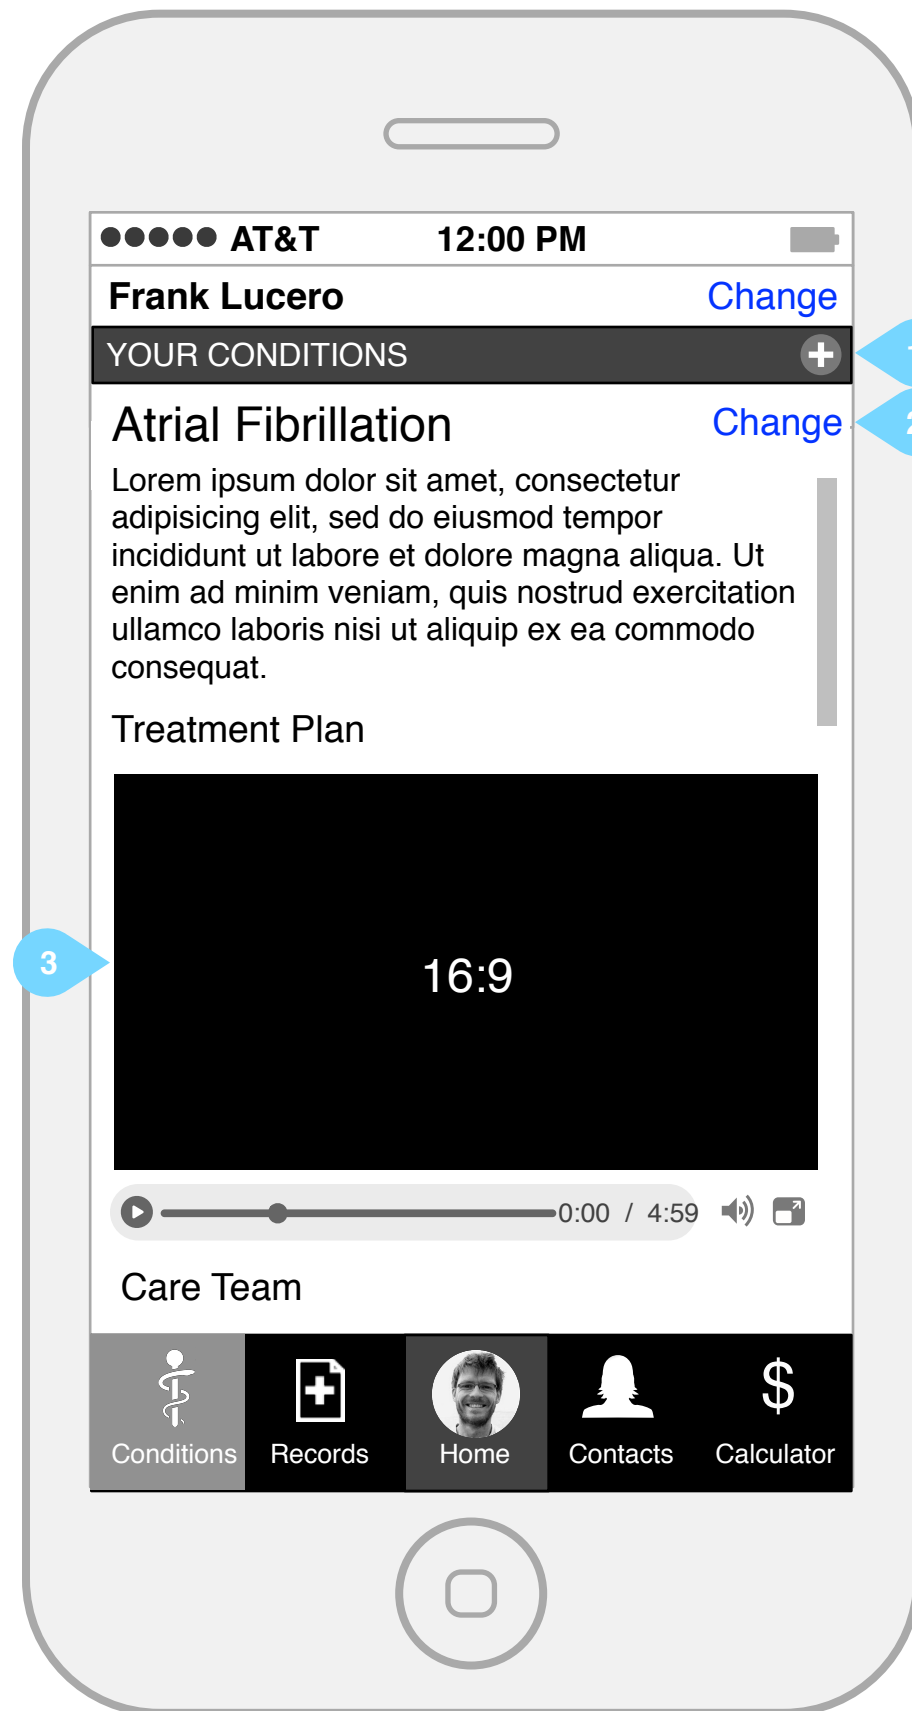 AT&T 12:00 PM
Frank Lucero Change
YOUR CONDITIONS
1
Atrial Fibrillation Change
2
Lorem ipsum dolor sit amet, consectetur
adipisicing elit, sed do eiusmod tempor
incididunt ut labore et dolore magna aliqua. Ut
enim ad minim veniam, quis nostrud exercitation
ullamco laboris nisi ut aliquip ex ea commodo
consequat.
Treatment Plan
3
16:9
0:00 / 4:59
Care Team
$
Conditions Records Home Contacts Calculator